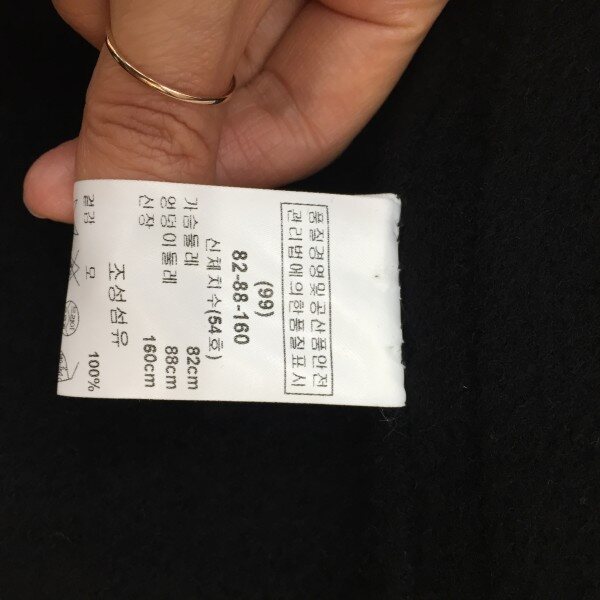 품질경영및공산품안전
관리법에의한품질표시
(66)
82-88-160
신체치수(54호)
가슴둘레 82cm
엉덩이둘레 88cm
신장 160cm
조성섬유
겉감 모 100%